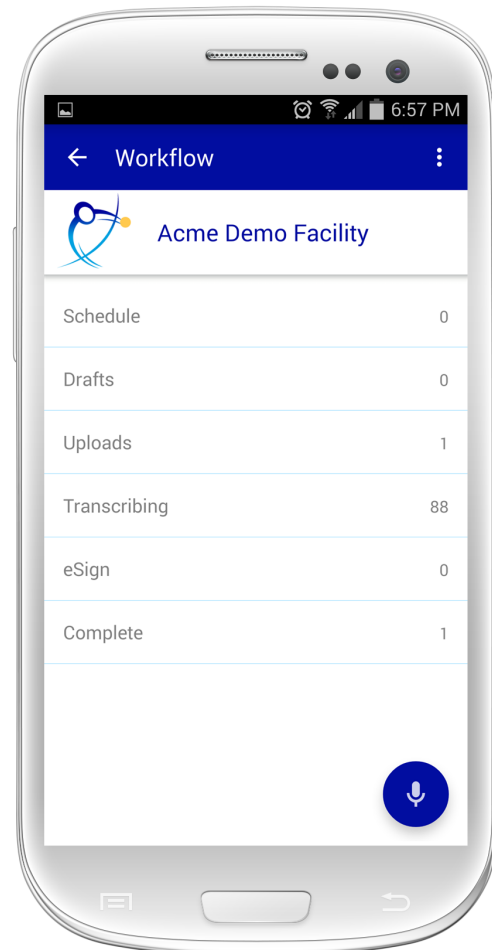 6:57 PM
Workflow
Acme Demo Facility
Schedule 0
Drafts 0
Uploads 1
Transcribing 88
eSign 0
Complete 1